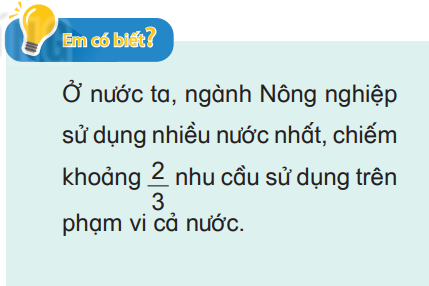 Em có biết?
Ở nước ta, ngành Nông nghiệp
sử dụng nhiều nước nhất, chiếm
khoảng 2/3 nhu cầu sử dụng trên
phạm vi cả nước.